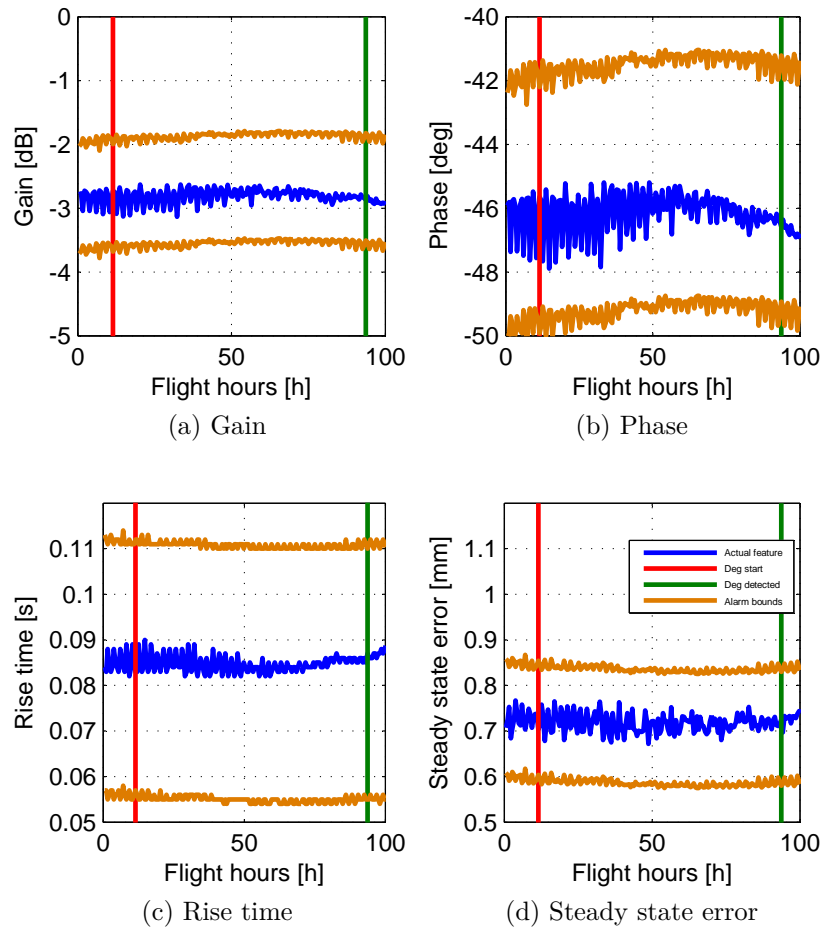 0
-1
-2
-3
-4
-5
Gain [dB]
0
50
100
Flight hours [h]
(a) Gain
-40
-42
-44
-46
-48
-50
Phase [deg]
0
50
100
Flight hours [h]
(b) Phase
0.11
0.1
0.09
0.08
0.07
0.06
0.05
Rise time [s]
0
50
100
Flight hours [h]
(c) Rise time
1.1
1
0.9
0.8
0.7
0.6
0.5
Steady state error [mm]
Actual feature
Deg start
Deg detected
Alarm bounds
0
50
100
Flight hours [h]
(d) Steady state error